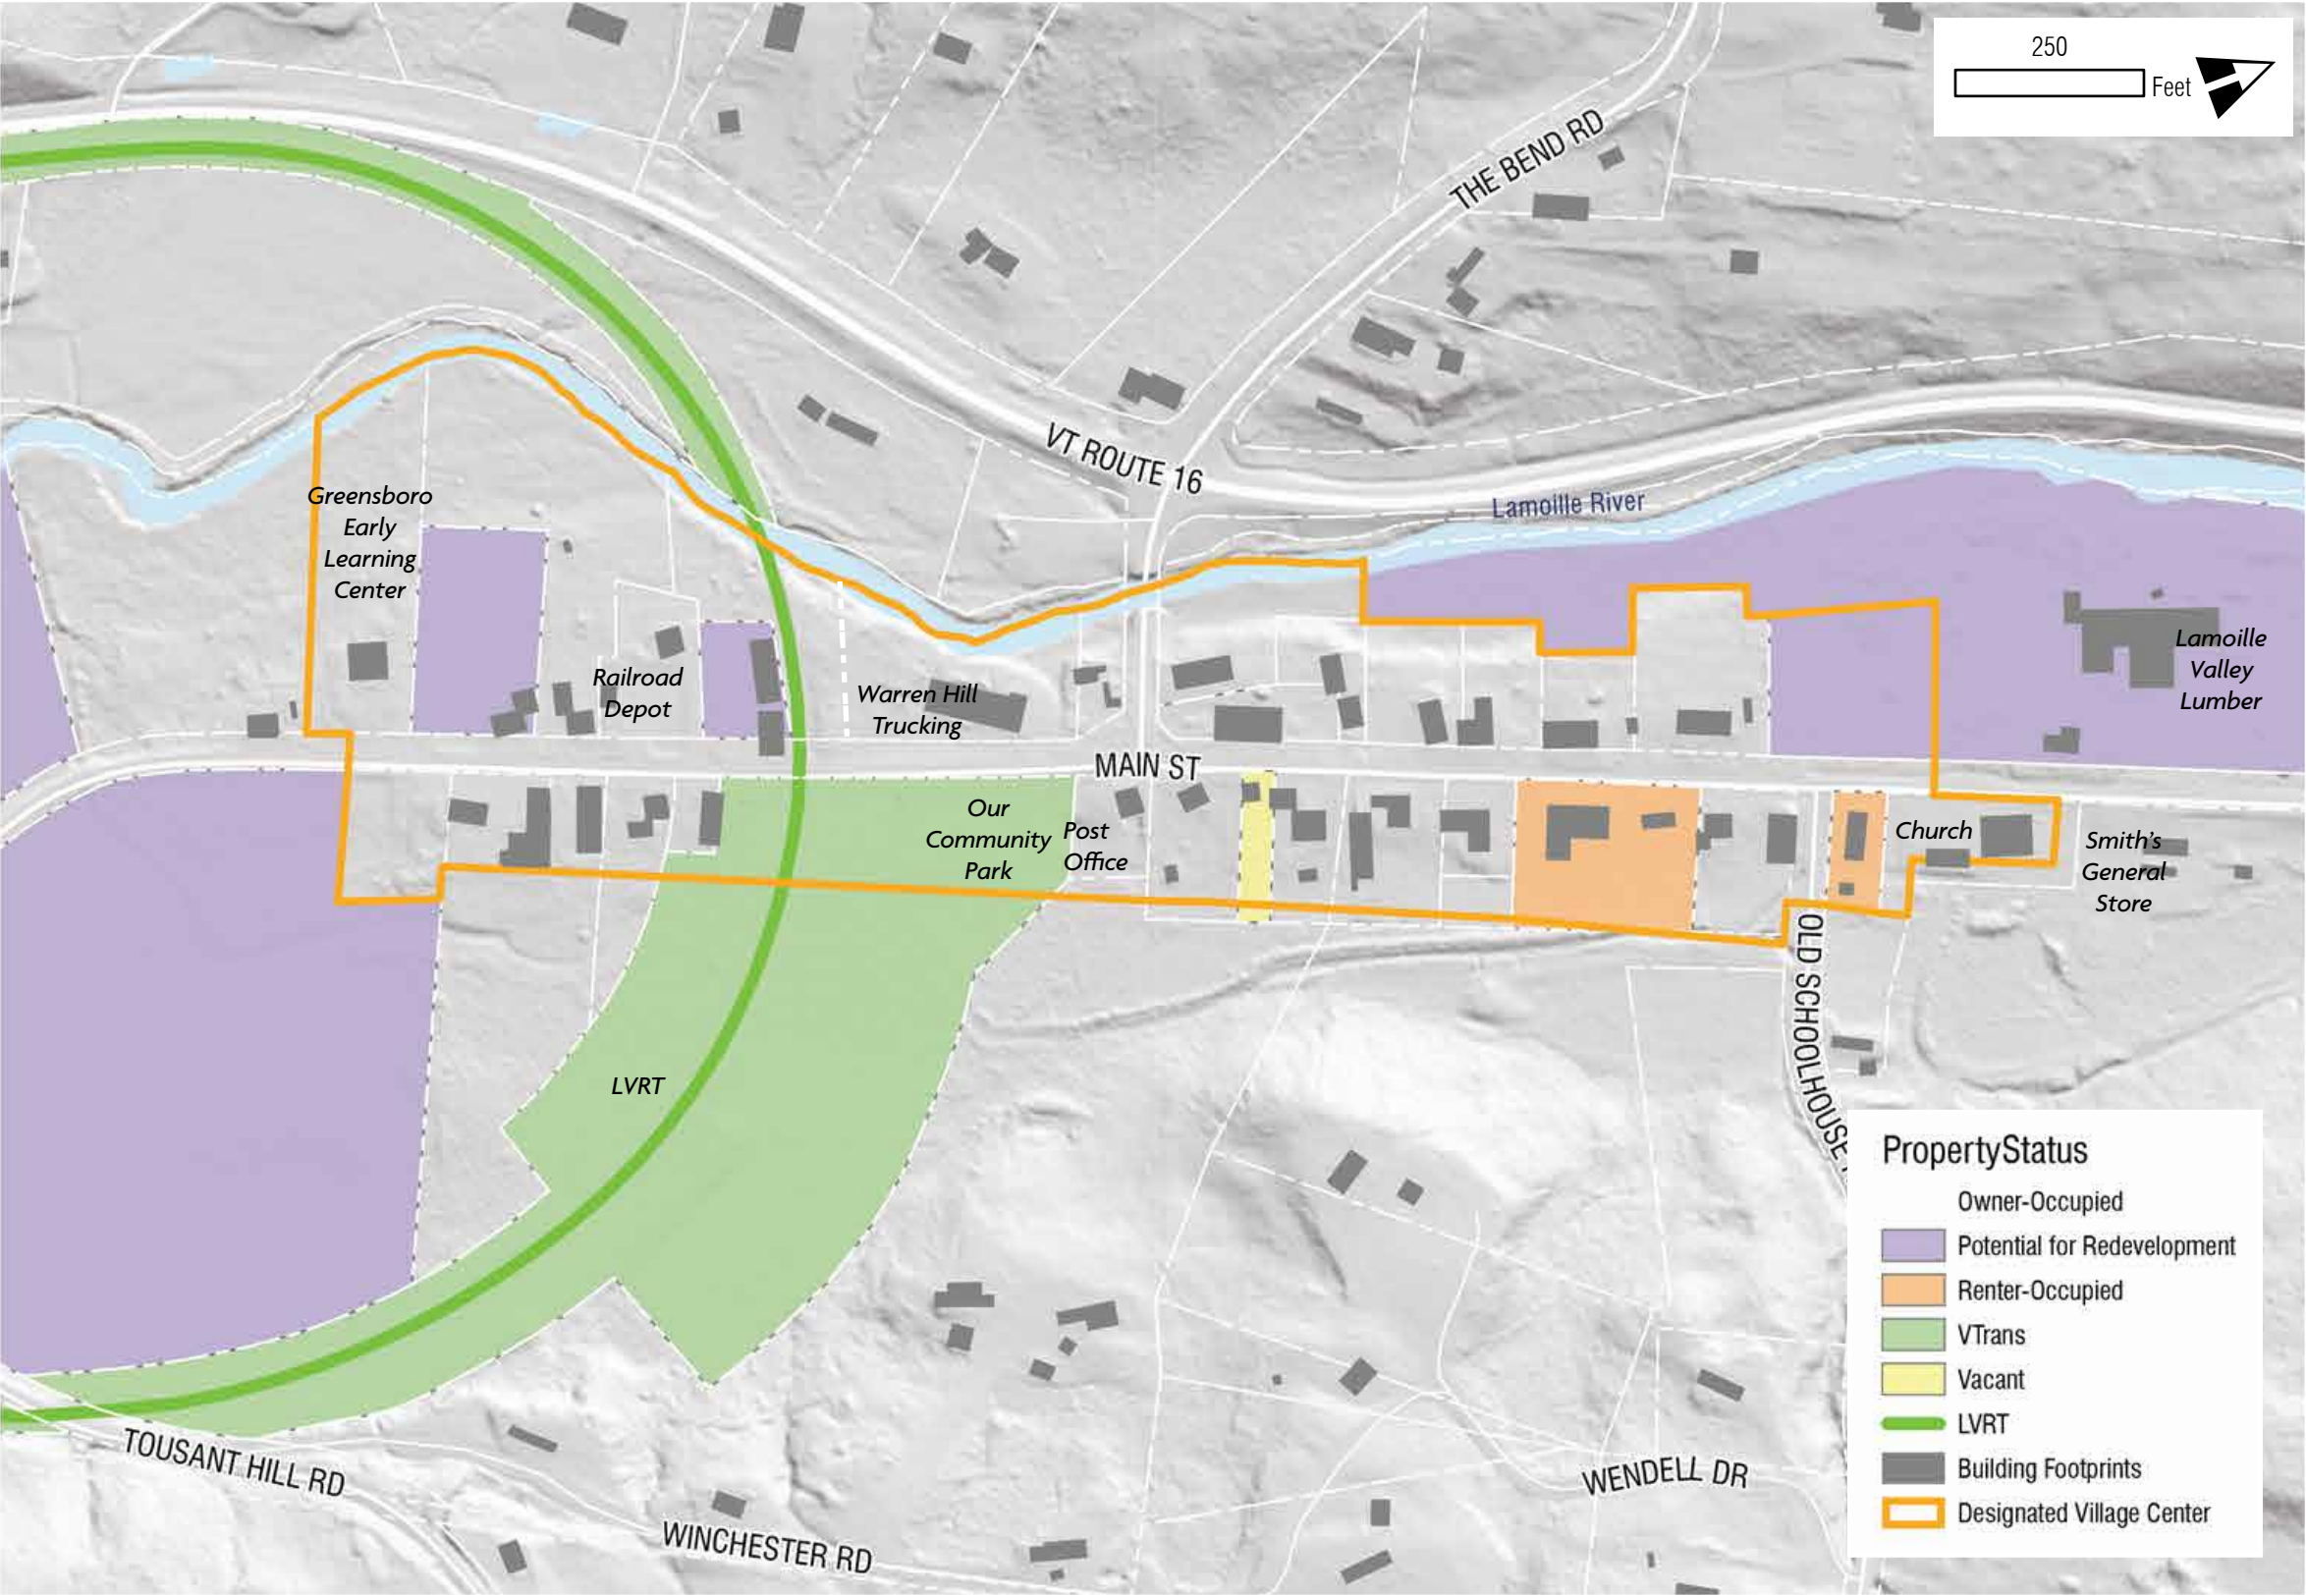 250
Feet
THE BEND RD
VT ROUTE 16
Lamoille River
Greensboro
Early
Learning
Center
Railroad
Depot
Warren Hill
Trucking
Lamoille
Valley
Lumber
MAIN ST
Our
Community
Park
Post
Office
Church
Smith's
General
Store
OLD SCHOOLHOUSE
LVRT
TOUSANT HILL RD
WINCHESTER RD
WENDELL DR
PropertyStatus
Owner-Occupied
Potential for Redevelopment
Renter-Occupied
VTrans
Vacant
LVRT
Building Footprints
Designated Village Center